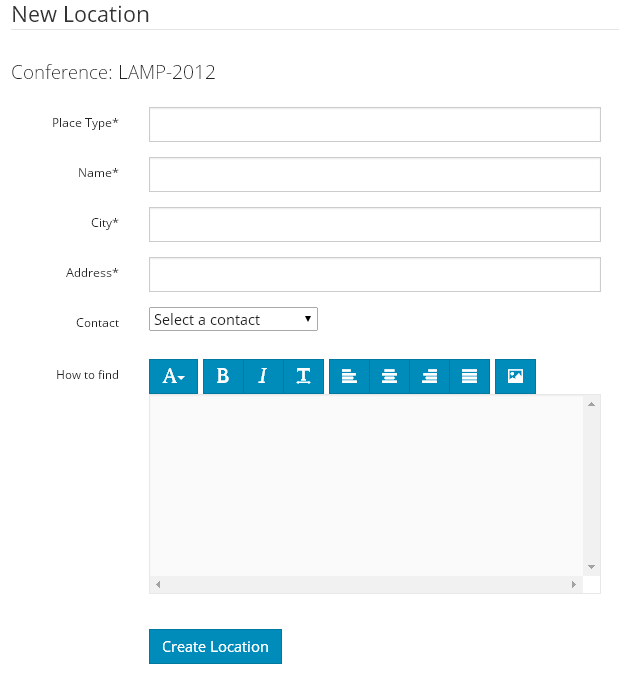 New Location
Conference: LAMP-2012
Place Type*
Name*
City*
Address*
Contact
Select a contact
How to find
A
B
I
T
Create Location